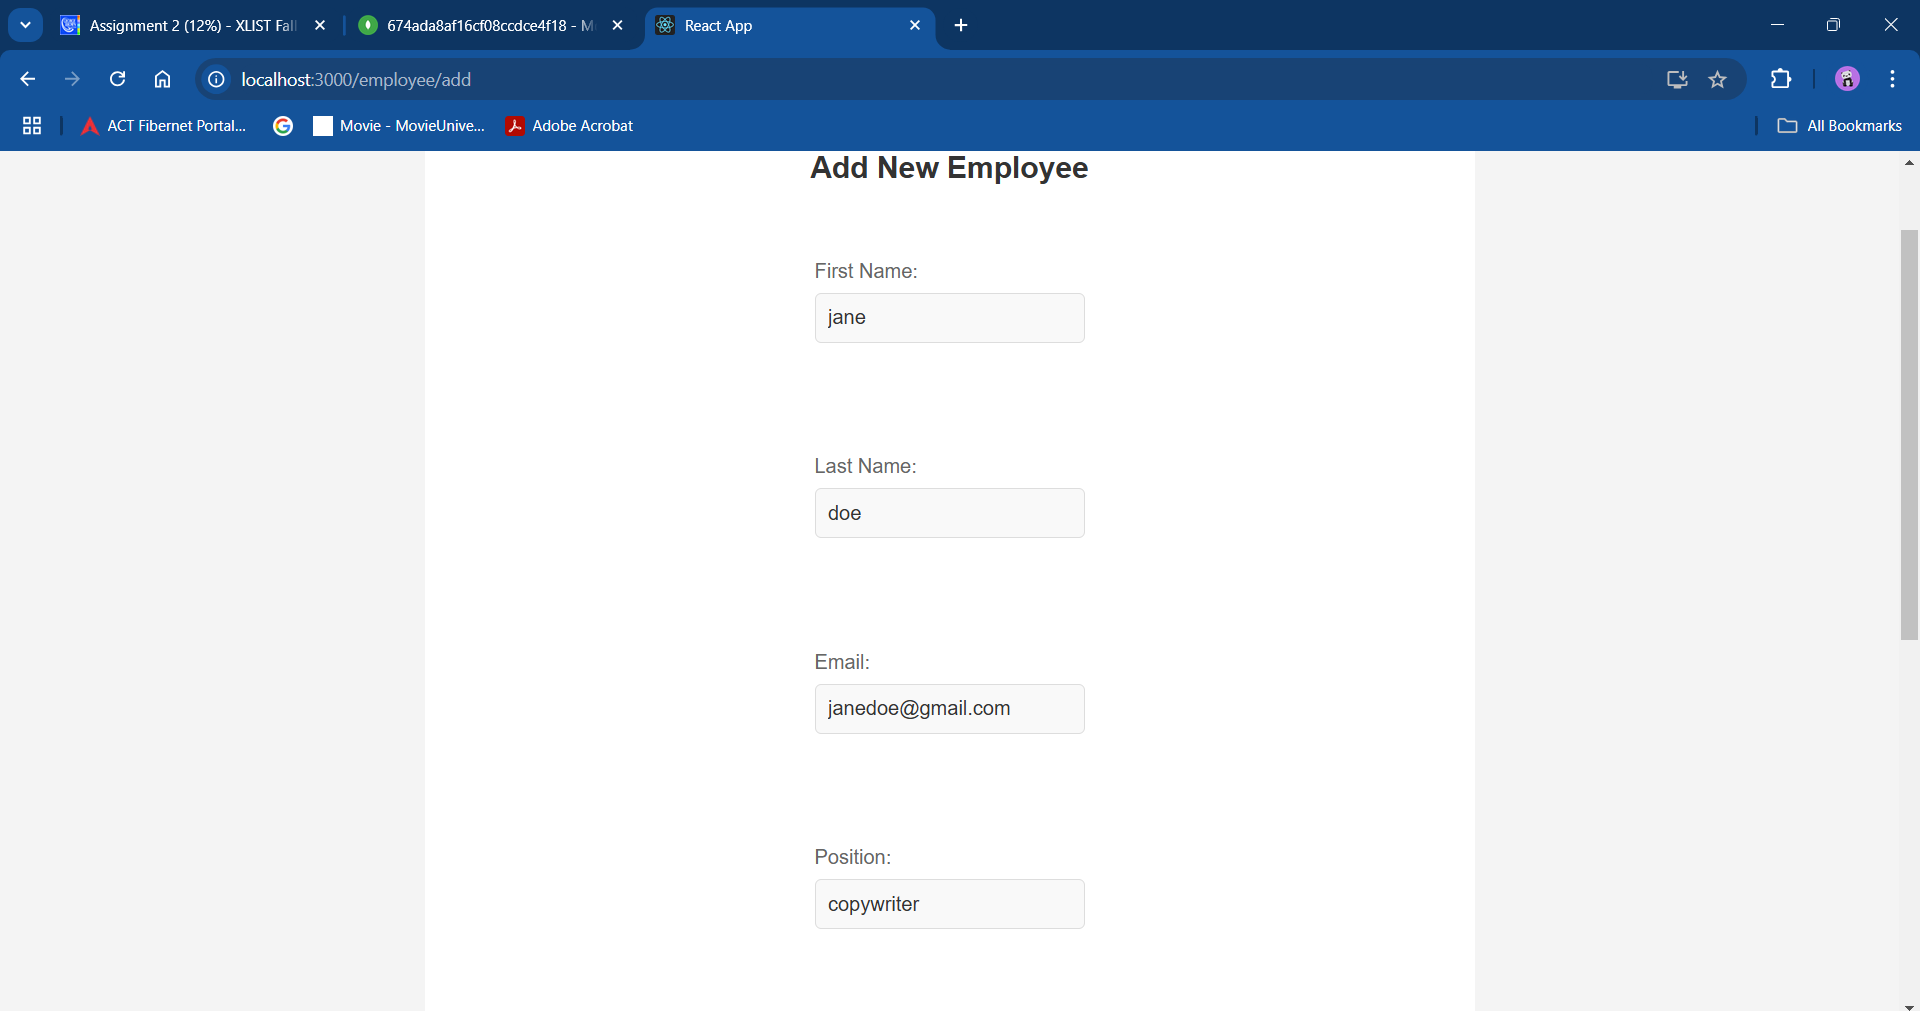 Assignment 2 (12%) - XLIST Fall
674ada8af16cf08ccdce4f18 - M
React App
localhost:3000/employee/add
ACT Fibernet Portal...
Movie - MovieUnive...
Adobe Acrobat
All Bookmarks
Add New Employee
First Name:
jane
Last Name:
doe
Email:
janedoe@gmail.com
Position:
copywriter